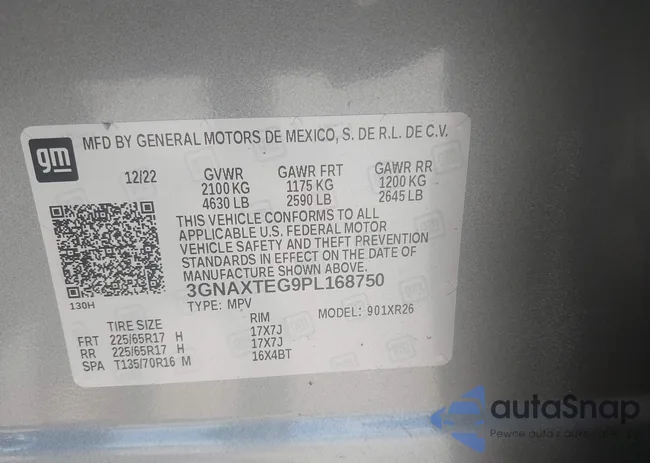 gm
MFD BY GENERAL MOTORS DE MEXICO, S. DE R.L. DE C.V.
12/22 GVWR GAWR FRT GAWR RR
2100 KG 1175 KG 1200 KG
4630 LB 2590 LB 2645 LB
THIS VEHICLE CONFORMS TO ALL
APPLICABLE U.S. FEDERAL MOTOR
VEHICLE SAFETY AND THEFT PREVENTION
STANDARDS IN EFFECT ON THE DATE OF
MANUFACTURE SHOWN ABOVE.
130H 3GNAXTEG9PL168750
TYPE: MPV MODEL: 901XR26
TIRE SIZE RIM
FRT 225/65R17 H 17X7J
RR 225/65R17 H 17X7J
SPA T135/70R16 M 16X4BT
autaSnap
Pewne auta z